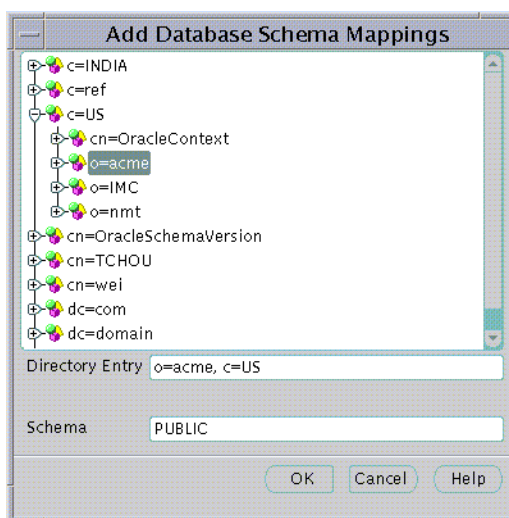 Add Database Schema Mappings
c=INDIA
c=ref
c=US
cn=OracleContext
o=acme
o=IMC
o=nmt
cn=OracleSchemaVersion
cn=TCHOU
cn=wei
dc=com
dc=domain
Directory Entry o=acme, c=US
Schema PUBLIC
OK Cancel Help